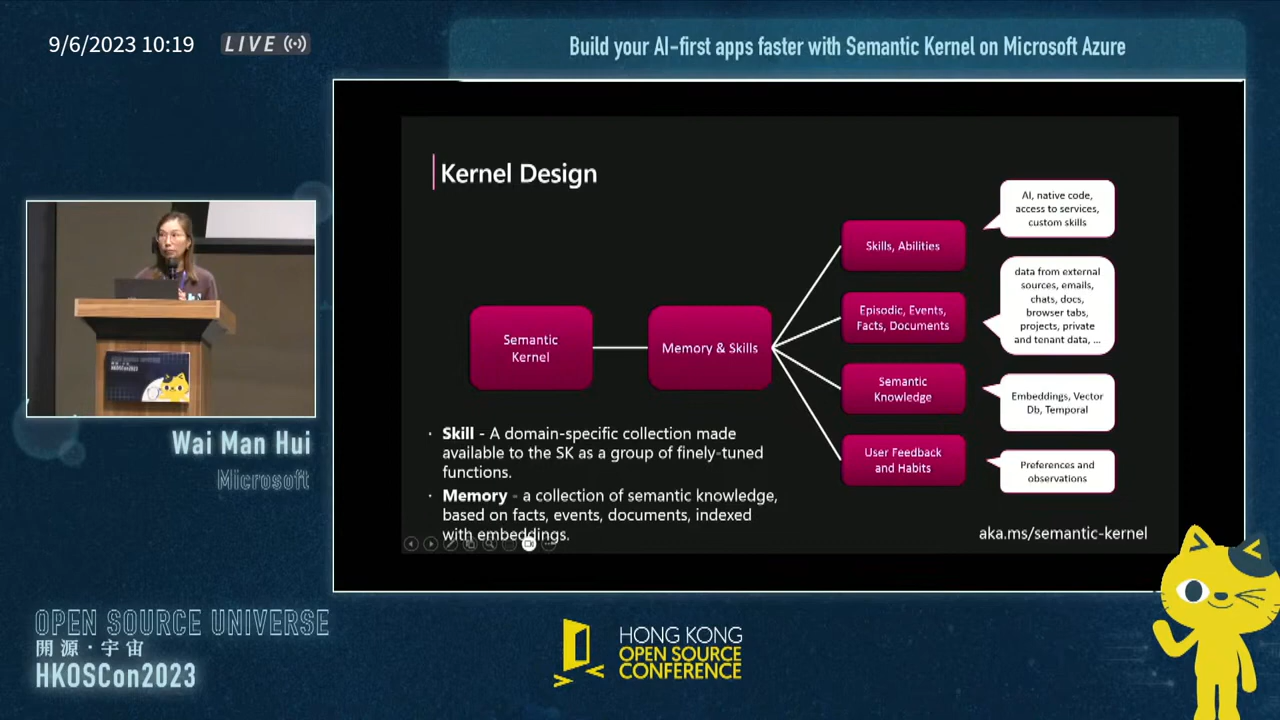 9/6/2023 10:19
LIVE
Build your AI-first apps faster with Semantic Kernel on Microsoft Azure
Kernel Design
Semantic
Kernel
Memory & Skills
Skills, Abilities
Episodic, Events,
Facts, Documents
Semantic
Knowledge
User Feedback
and Habits
AI, native code,
access to services,
custom skills
data from external
sources, emails,
chats, docs,
browser tabs,
projects, private
and tenant data, ...
Embeddings, Vector
Db, Temporal
Preferences and
observations
· Skill - A domain-specific collection made
available to the SK as a group of finely-tuned
functions.
· Memory - a collection of semantic knowledge,
based on facts, events, documents, indexed
with embeddings.
aka.ms/semantic-kernel
HKOSCon2023
Wai Man Hui
Microsoft
OPEN SOURCE UNIVERSE
開源·宇宙
HKOSCon2023
HONG KONG
OPEN SOURCE
CONFERENCE